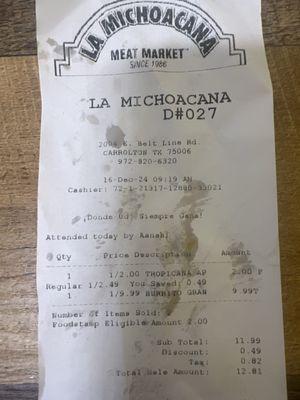 LA MICHOACANA
MEAT MARKET
SINCE 1986
LA MICHOACANA
D#027
E. Belt Line Rd.
CARROLTON TX 75006
972-820-6320
16-Dec-24 09:19 AM
Cashier:
¡Donde Ud. Siempre Gana!
Attended today by Aanahi
Qty Price Description Amount
1 1/2.00 TROPICANA AP 2.00 F
Regular 1/2.49 You Saved: 0.49
1 1/9.99 BURRITO GRAN 9.99T
Number of Items Sold:
Foodstamp Eligible Amount 2.00
Sub Total: 11.99
Discount: 0.49
Tax: 0.82
Total Sale Amount: 12.81